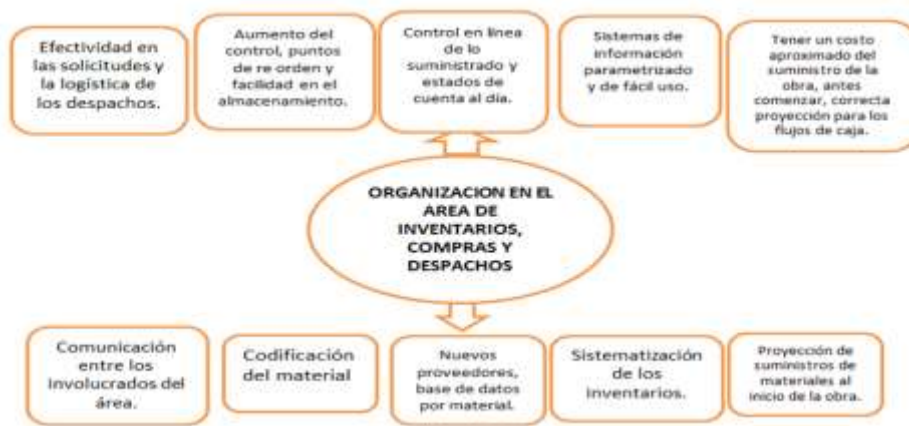 Efectividad en
las solicitudes y
la logística de
los despachos.
Aumento del
control, puntos
de re orden y
facilidad en el
almacenamiento.
Control en línea
de lo
suministrado y
estados de
cuenta al día.
Sistemas de
información
parametrizado
y de fácil uso.
Tener un costo
aproximado del
suministro de la
obra, antes
comenzar, correcta
proyección para los
flujos de caja.
ORGANIZACION EN EL
AREA DE
INVENTARIOS,
COMPRAS Y
DESPACHOS
Comunicación
entre los
involucrados del
área.
Codificación
del material
Nuevos
proveedores,
base de datos
por material.
Sistematización
de los
inventarios.
Proyección de
suministros de
materiales al
inicio de la obra.